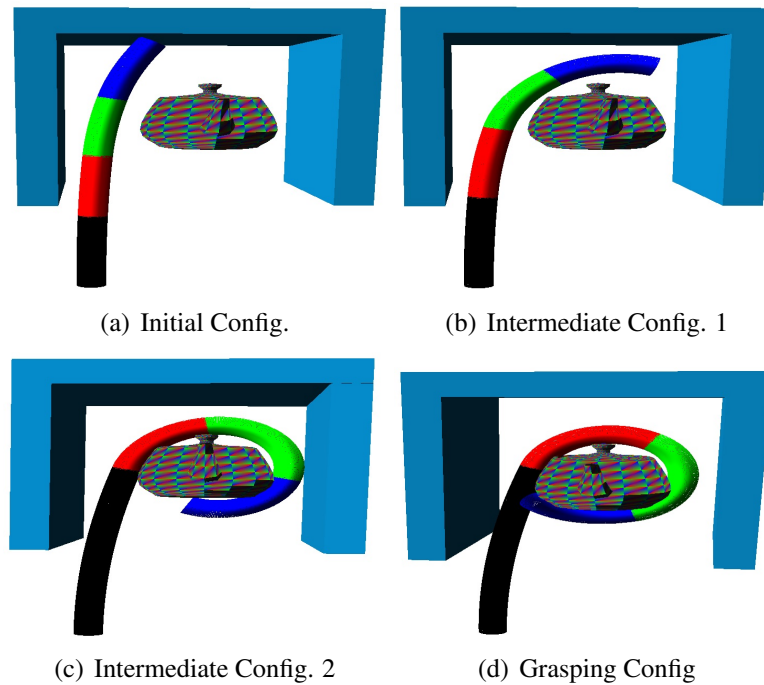 (a) Initial Config.
(b) Intermediate Config. 1
(c) Intermediate Config. 2
(d) Grasping Config